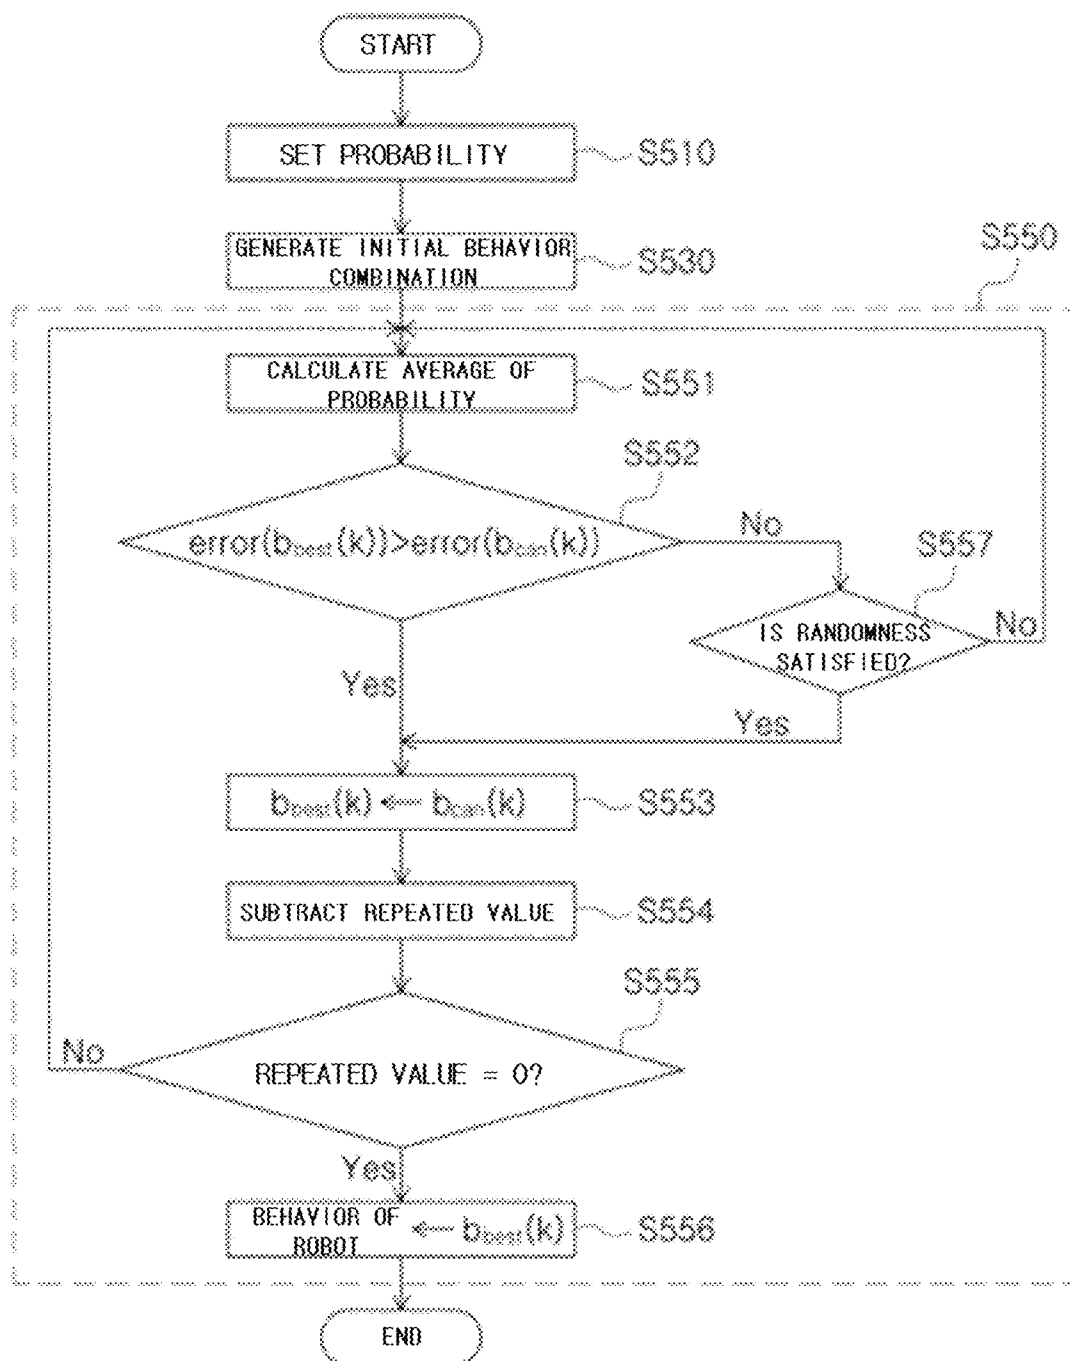 START
SET PROBABILITY
S510
GENERATE INITIAL BEHAVIOR
COMBINATION
S530
S550
CALCULATE AVERAGE OF
PROBABILITY
S551
S552
error(bbest(k))>error(bcan(k))
No
S557
IS RANDOMNESS
SATISFIED?
No
Yes
Yes
bbest(k) ← bcan(k)
S553
SUBTRACT REPEATED VALUE
S554
S555
No
REPEATED VALUE = 0?
Yes
BEHAVIOR OF
ROBOT
← bbest(k)
S556
END